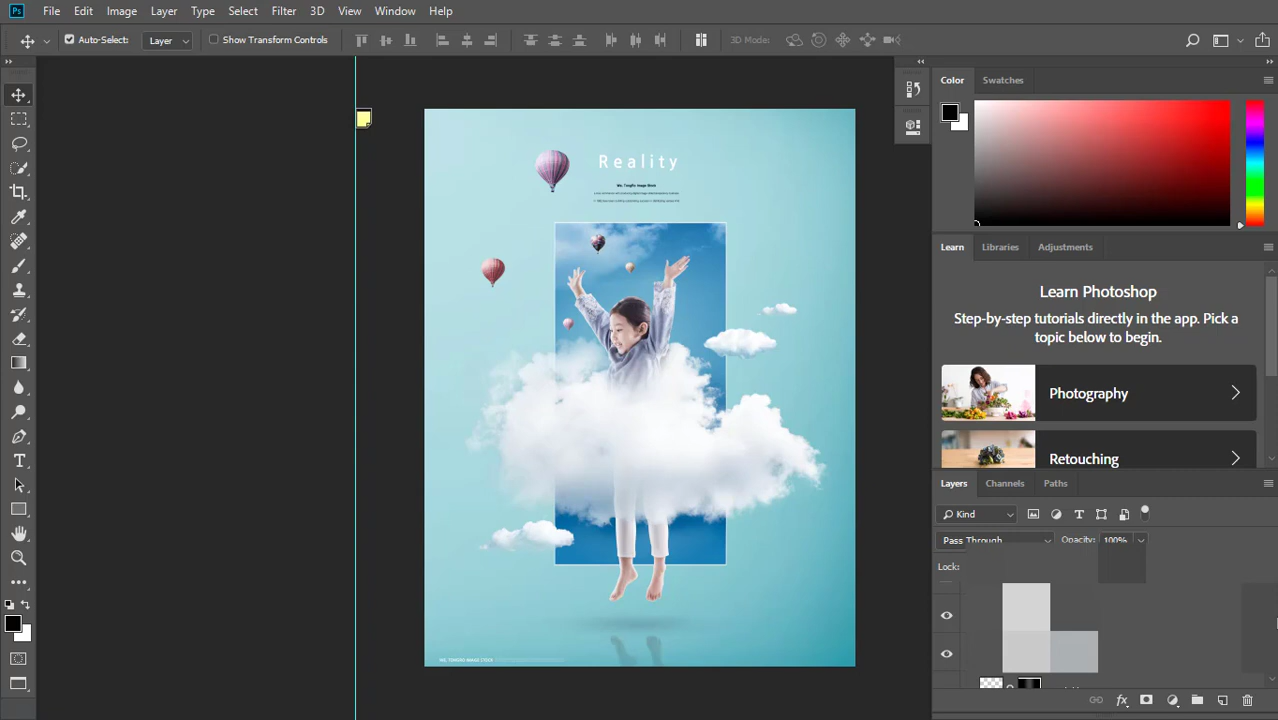 Ps File Edit Image Layer Type Select Filter 3D View Window Help
Auto-Select: Layer Show Transform Controls 3D Mode:
Color Swatches
Reality
Learn Libraries Adjustments
Learn Photoshop
Step-by-step tutorials directly in the app. Pick a
topic below to begin.
Photography
Retouching
Layers Channels Paths
Kind
Pass Through Opacity: 100%
Lock: